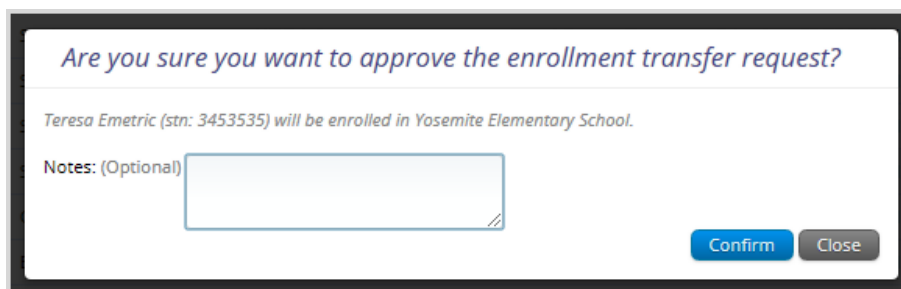 Are you sure you want to approve the enrollment transfer request?
Teresa Emetric (stn: 3453535) will be enrolled in Yosemite Elementary School.
Notes: (Optional)
Confirm Close